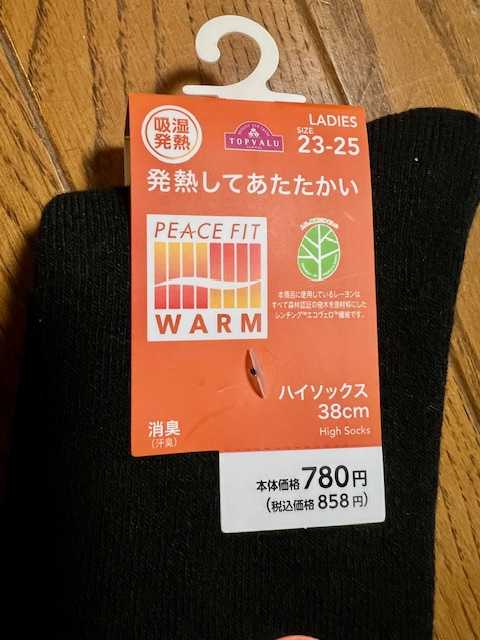 吸湿
発熱
TOPVALU
LADIES
SIZE
23-25
発熱してあたたかい
PEACE FIT
WARM
本商品に使用しているレーヨンは
すべて森林認証の樹木を原材料にした
レンチング™エコヴェロ™繊維です。
ハイソックス
38cm
High Socks
消臭
(汗臭)
本体価格780円
(税込価格858円)